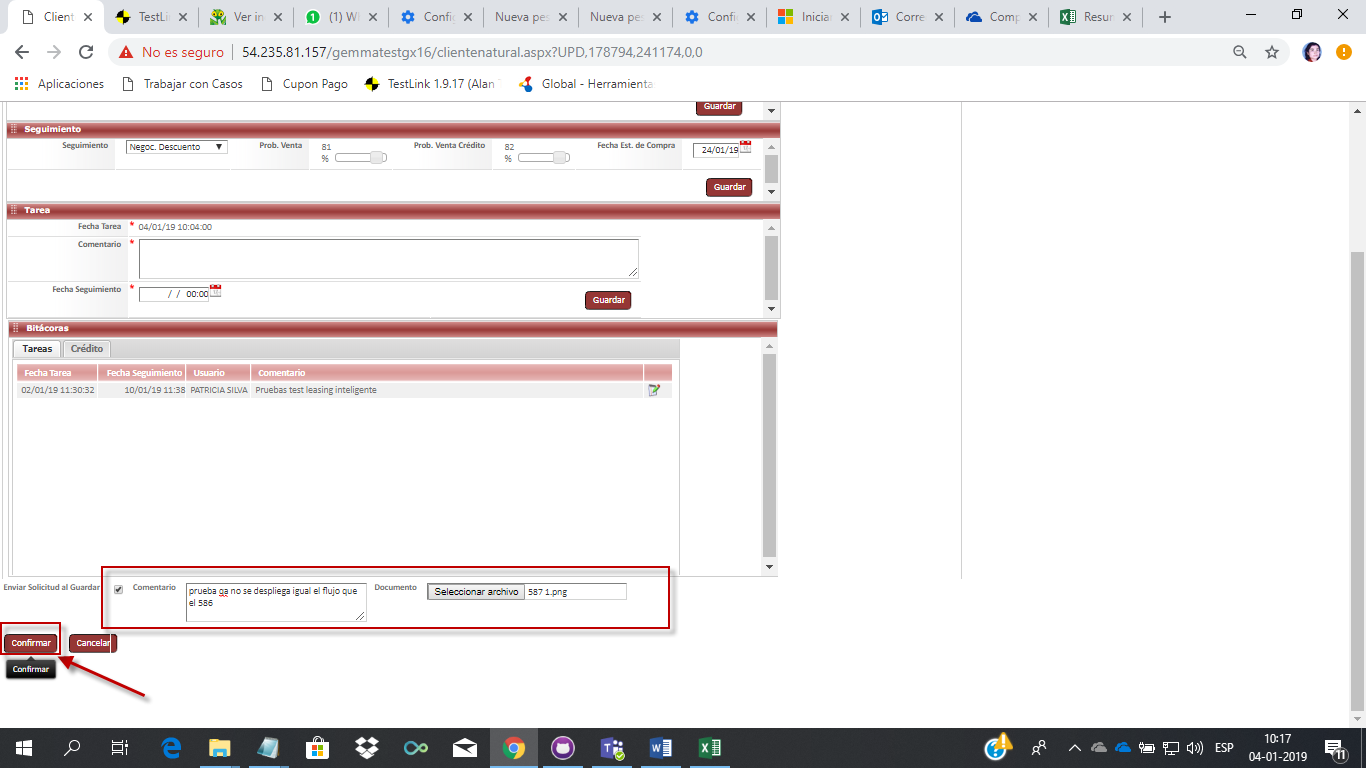 Client
TestLin
Ver in
(1) Wi
Config
Nueva pes
Nueva pes
Confi
Inicia
Corre
Comp
Resur
No es seguro
54.235.81.157/gemmatestgx16/clientenatural.aspx?UPD,178794,241174,0,0
Aplicaciones
Trabajar con Casos
Cupon Pago
TestLink 1.9.17 (Alan
Global - Herramienta
Guardar
Seguimiento
Seguimiento
Negoc. Descuento
Prob. Venta
81
%
Prob. Venta Crédito
82
%
Fecha Est. de Compra
24/01/19
Guardar
Tarea
Fecha Tarea * 04/01/19 10:04:00
Comentario *
Fecha Seguimiento * / / 00:00
Guardar
Bitácoras
Tareas
Crédito
Fecha Tarea Fecha Seguimiento Usuario Comentario
02/01/19 11:30:32 10/01/19 11:38 PATRICIA SILVA Pruebas test leasing inteligente
Enviar Solicitud al Guardar
Comentario
prueba qa no se despliega igual el flujo que
el 586
Documento
Seleccionar archivo 587 1.png
Confirmar
Cancelar
Confirmar
ESP
10:17
04-01-2019
11